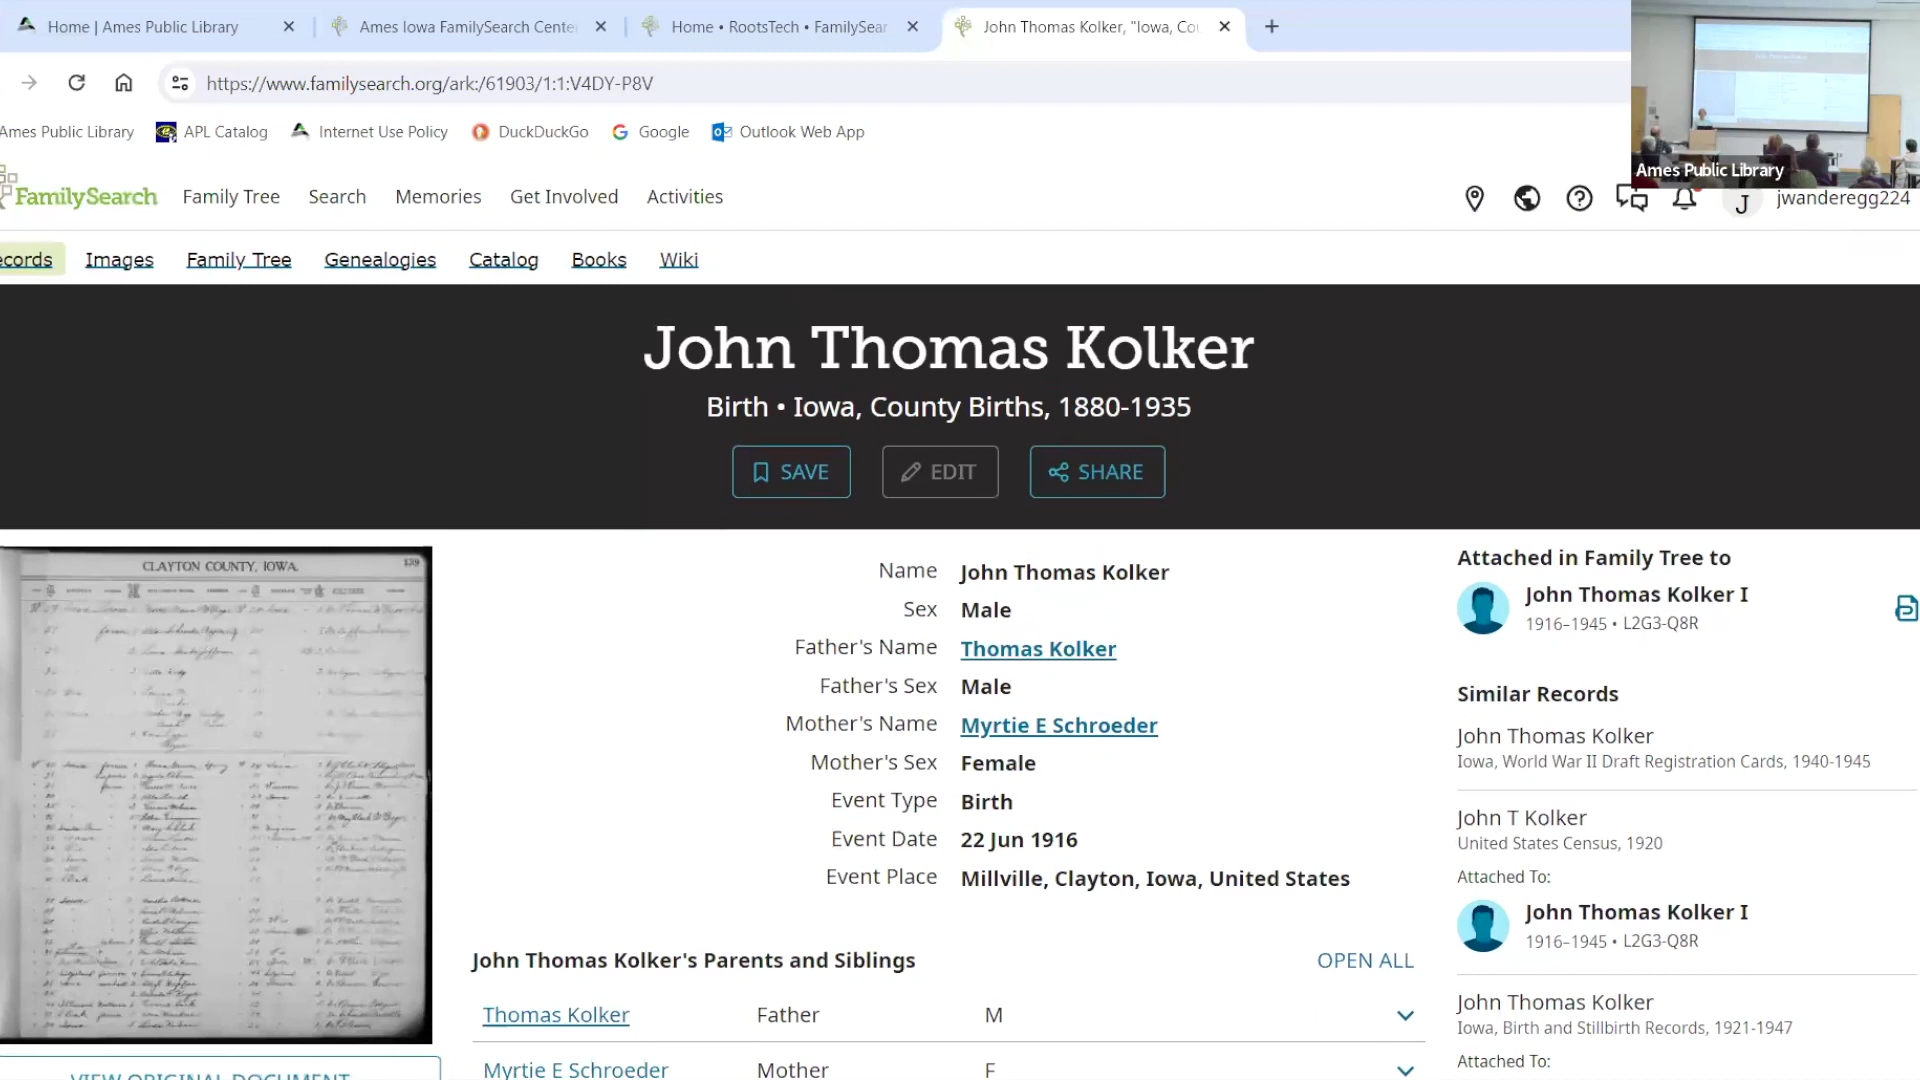 Home | Ames Public Library
Ames Iowa FamilySearch Center
Home • RootsTech • FamilySear
John Thomas Kolker, "Iowa, Cou
https://www.familysearch.org/ark:/61903/1:1:V4DY-P8V
Ames Public Library
APL Catalog
Internet Use Policy
DuckDuckGo
Google
Outlook Web App
Ames Public Library
FamilySearch
Family Tree
Search
Memories
Get Involved
Activities
J
jwanderegg224
ecords
Images
Family Tree
Genealogies
Catalog
Books
Wiki
John Thomas Kolker
Birth • Iowa, County Births, 1880-1935
SAVE
EDIT
SHARE
CLAYTON COUNTY, IOWA.
139
Name John Thomas Kolker
Sex Male
Father's Name Thomas Kolker
Father's Sex Male
Mother's Name Myrtie E Schroeder
Mother's Sex Female
Event Type Birth
Event Date 22 Jun 1916
Event Place Millville, Clayton, Iowa, United States
John Thomas Kolker's Parents and Siblings
OPEN ALL
Thomas Kolker Father M
Myrtie E Schroeder Mother F
VIEW ORIGINAL DOCUMENT
Attached in Family Tree to
John Thomas Kolker I
1916–1945 • L2G3-Q8R
Similar Records
John Thomas Kolker
Iowa, World War II Draft Registration Cards, 1940-1945
John T Kolker
United States Census, 1920
Attached To:
John Thomas Kolker I
1916–1945 • L2G3-Q8R
John Thomas Kolker
Iowa, Birth and Stillbirth Records, 1921-1947
Attached To: